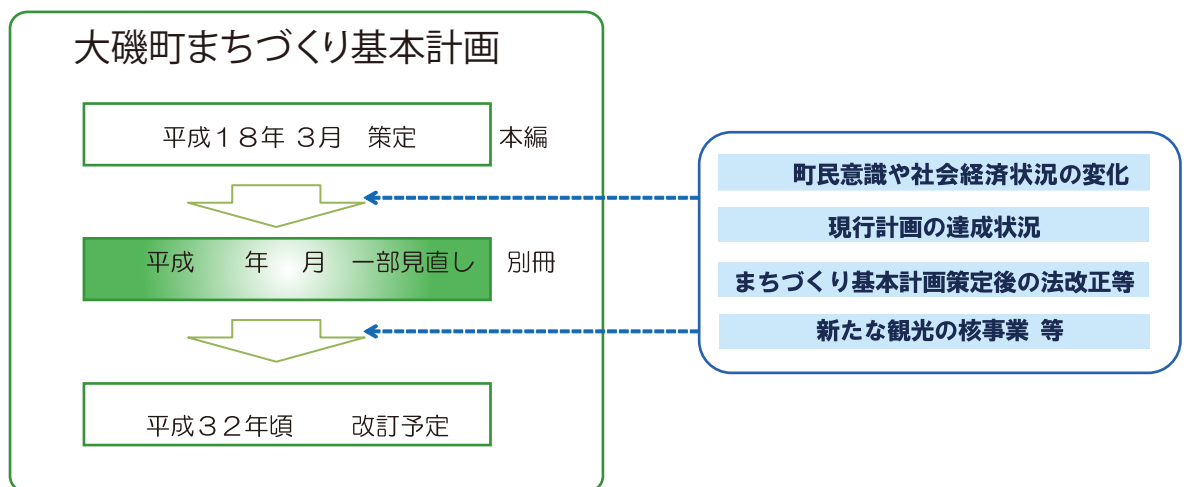 大磯町まちづくり基本計画
平成18年 3月 策定 本編
平成 年 月 一部見直し 別冊
平成32年頃 改訂予定
町民意識や社会経済状況の変化
現行計画の達成状況
まちづくり基本計画策定後の法改正等
新たな観光の核事業 等